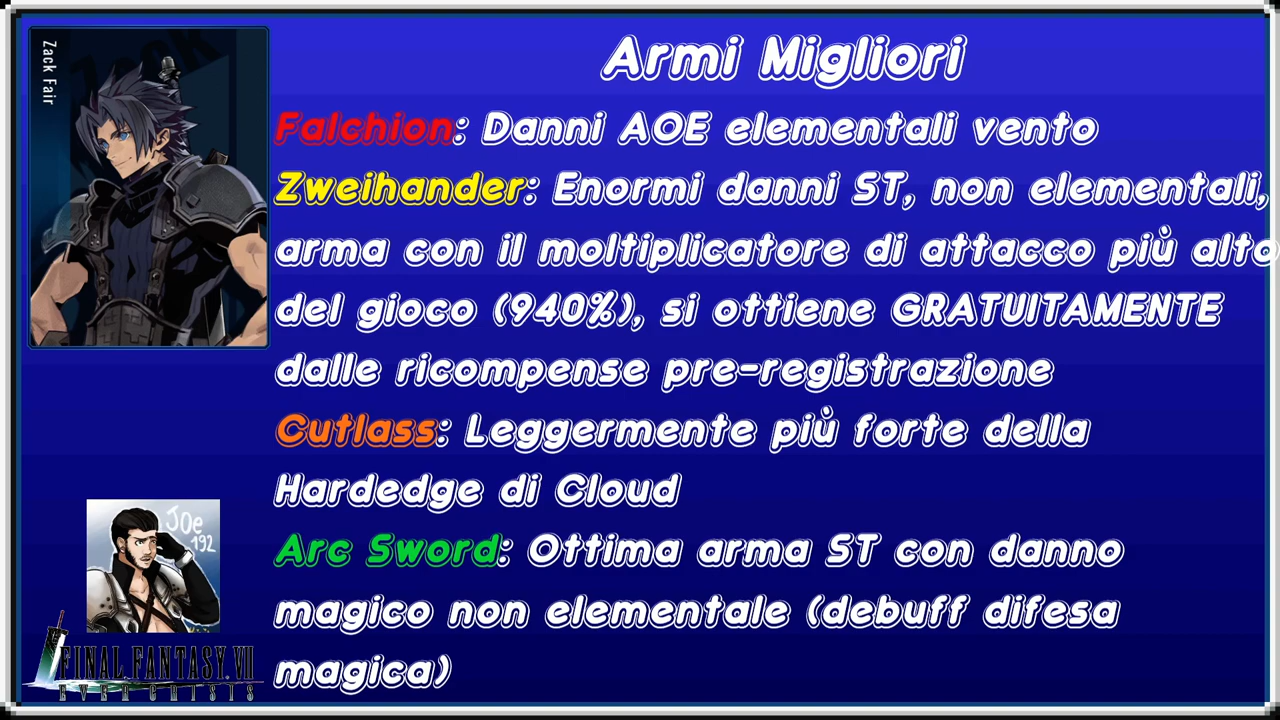 Zack Fair
ZACK
Armi Migliori
Falchion: Danni AOE elementali vento
Zweihander: Enormi danni ST, non elementali,
arma con il moltiplicatore di attacco più alto
del gioco (940%), si ottiene GRATUITAMENTE
dalle ricompense pre-registrazione
Cutlass: Leggermente più forte della
Hardedge di Cloud
Arc Sword: Ottima arma ST con danno
magico non elementale (debuff difesa
magica)
JOe
192
FINAL FANTASY VII
EVER CRISIS